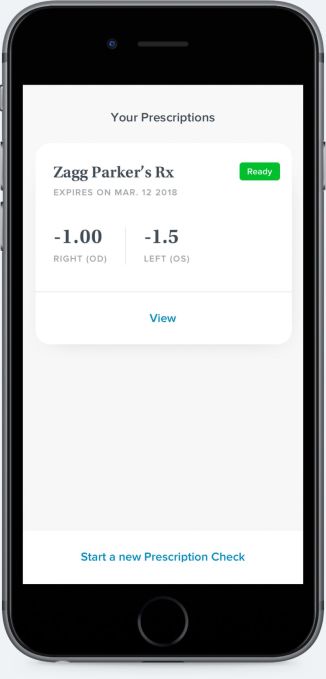 Your Prescriptions
Zagg Parker's Rx
Ready
EXPIRES ON MAR. 12 2018
-1.00 -1.5
RIGHT (OD) LEFT (OS)
View
Start a new Prescription Check